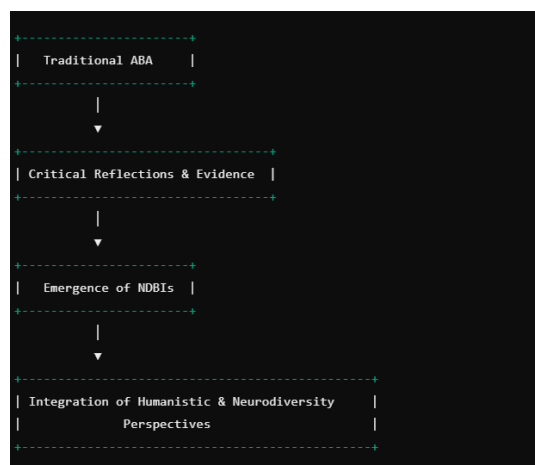 Traditional ABA
Critical Reflections & Evidence
Emergence of NDBIs
Integration of Humanistic & Neurodiversity
Perspectives